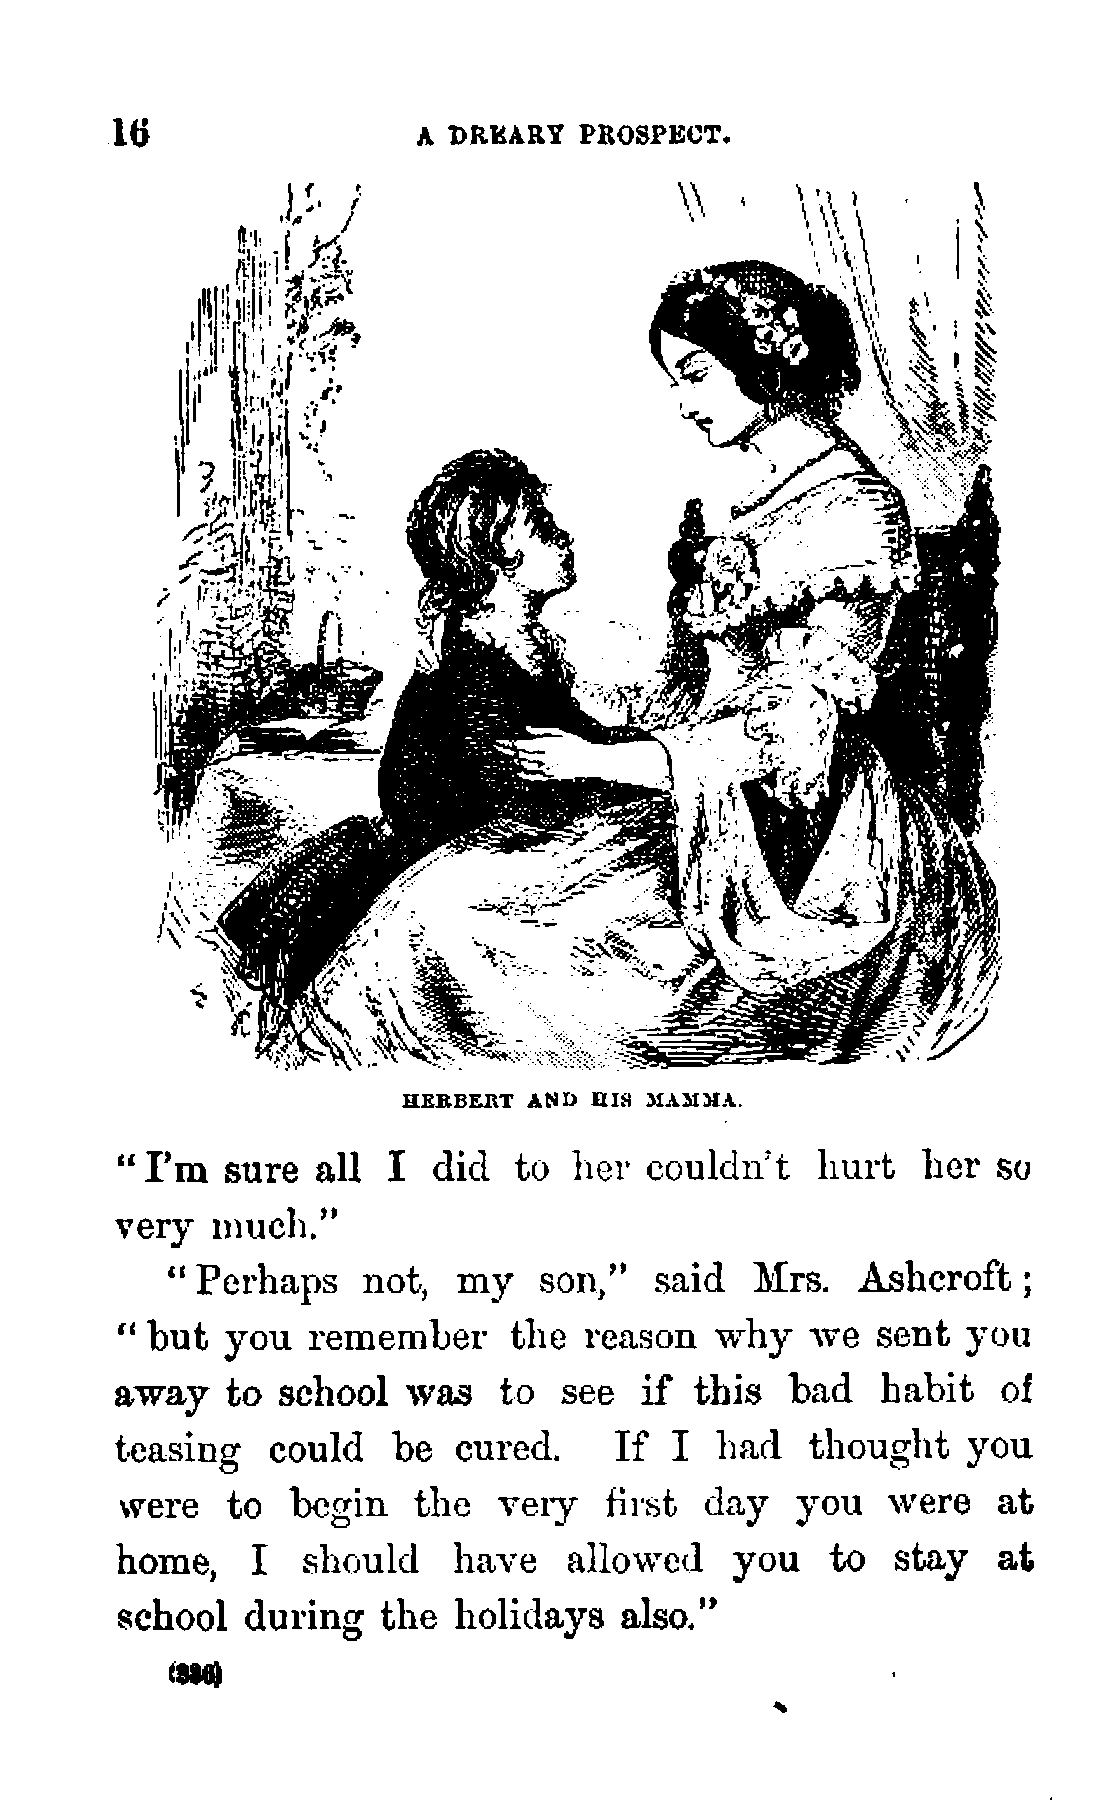 16 A DREARY PROSPECT.
HERBERT AND HIS MAMMA.
“I’m sure all I did to her couldn’t hurt her so
very much.”
“Perhaps not, my son,” said Mrs. Ashcroft;
“but you remember the reason why we sent you
away to school was to see if this bad habit of
teasing could be cured. If I had thought you
were to begin the very first day you were at
home, I should have allowed you to stay at
school during the holidays also.”